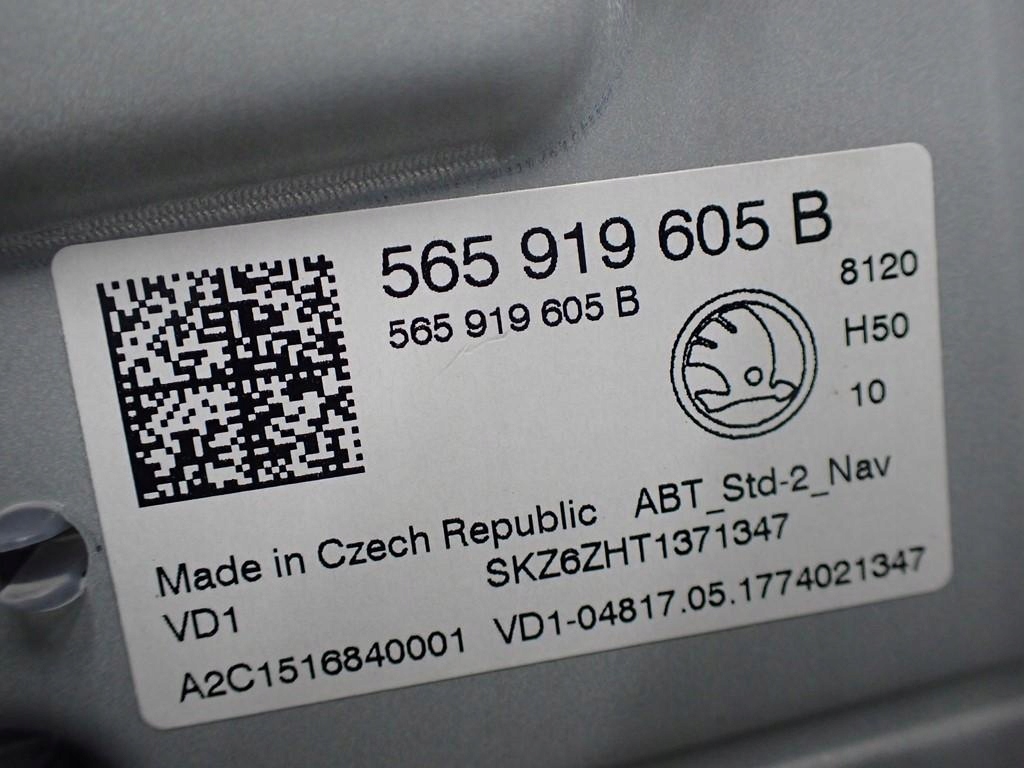 565 919 605 B
565 919 605 B
8120
H50
10
Made in Czech Republic ABT_Std-2_Nav
VD1 SKZ6ZHT1371347
A2C1516840001 VD1-04817.05.1774021347